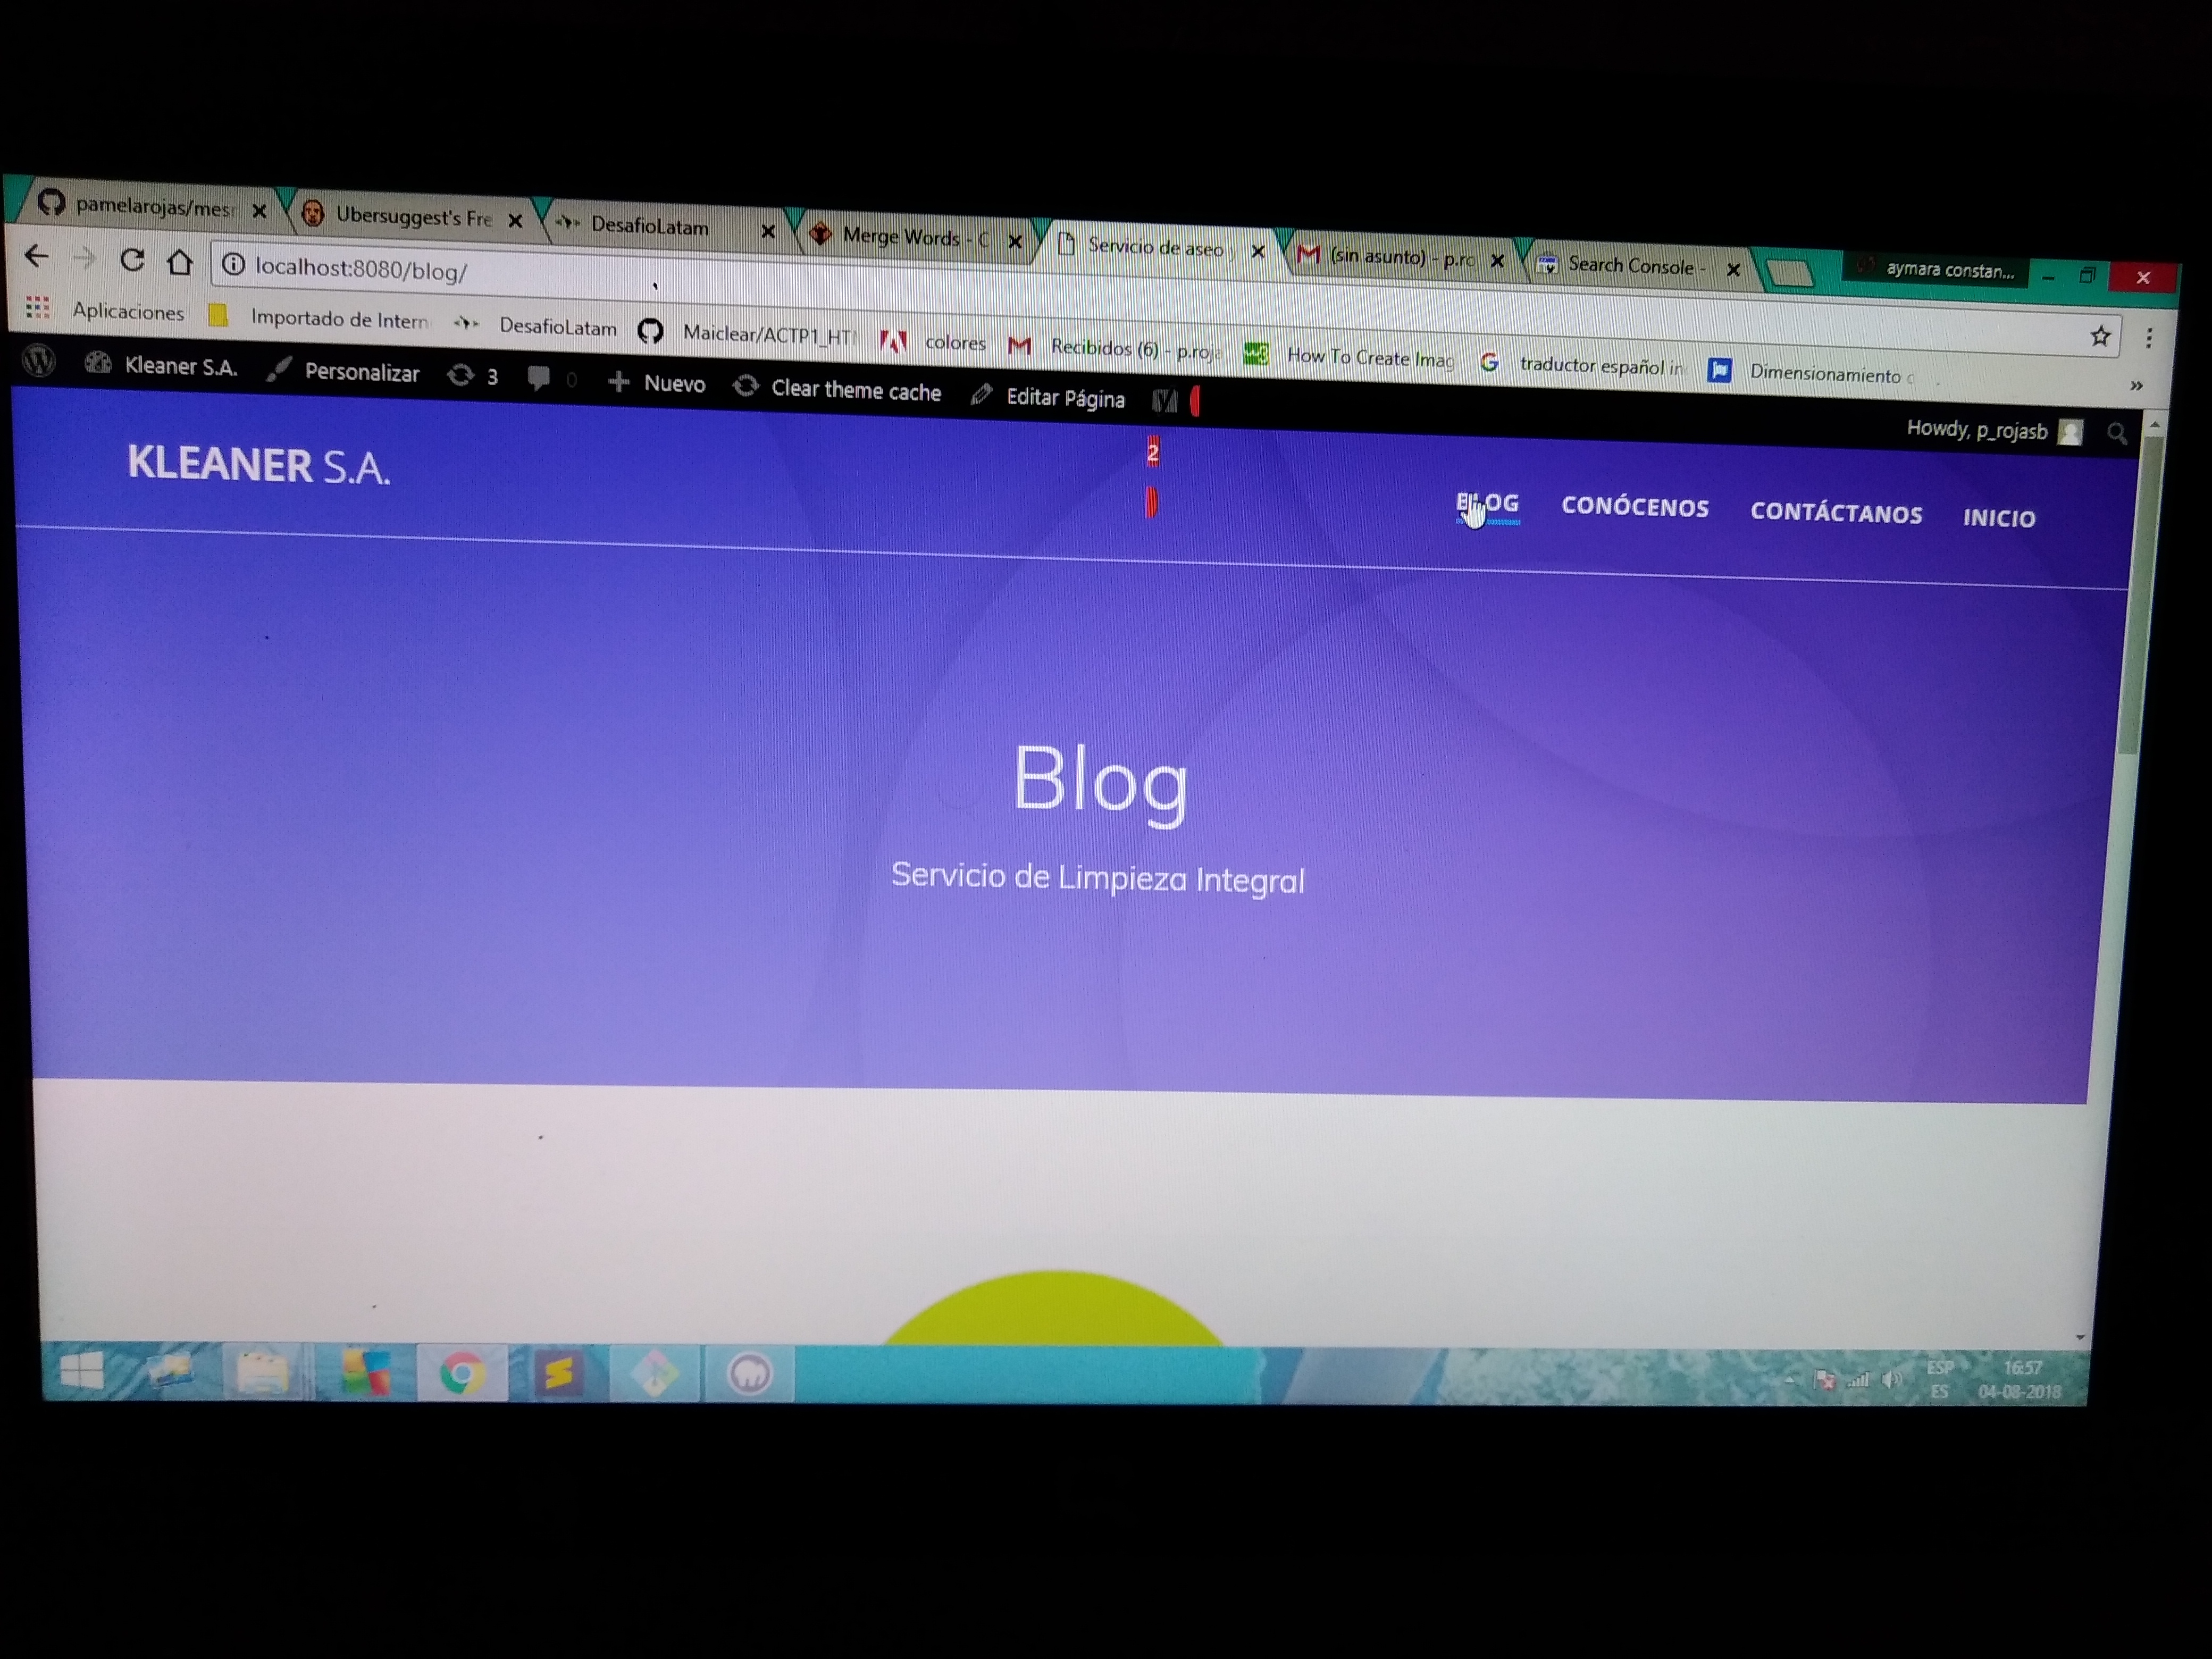 pamelarojas/mesr
Ubersuggest's Fre
DesafioLatam
Merge Words - C
Servicio de aseo y
(sin asunto) - p.ro
Search Console -
aymara constan...
localhost:8080/blog/
Aplicaciones
Importado de Intern
DesafioLatam
Maiclear/ACTP1_HTM
colores
Recibidos (6) - p.roja
How To Create Imag
traductor español in
Dimensionamiento
Kleaner S.A.
Personalizar
3
0
Nuevo
Clear theme cache
Editar Página
Howdy, p_rojasb
2
KLEANER S.A.
BLOG
CONÓCENOS
CONTÁCTANOS
INICIO
Blog
Servicio de Limpieza Integral
ESP
ES
16:57
04-08-2018